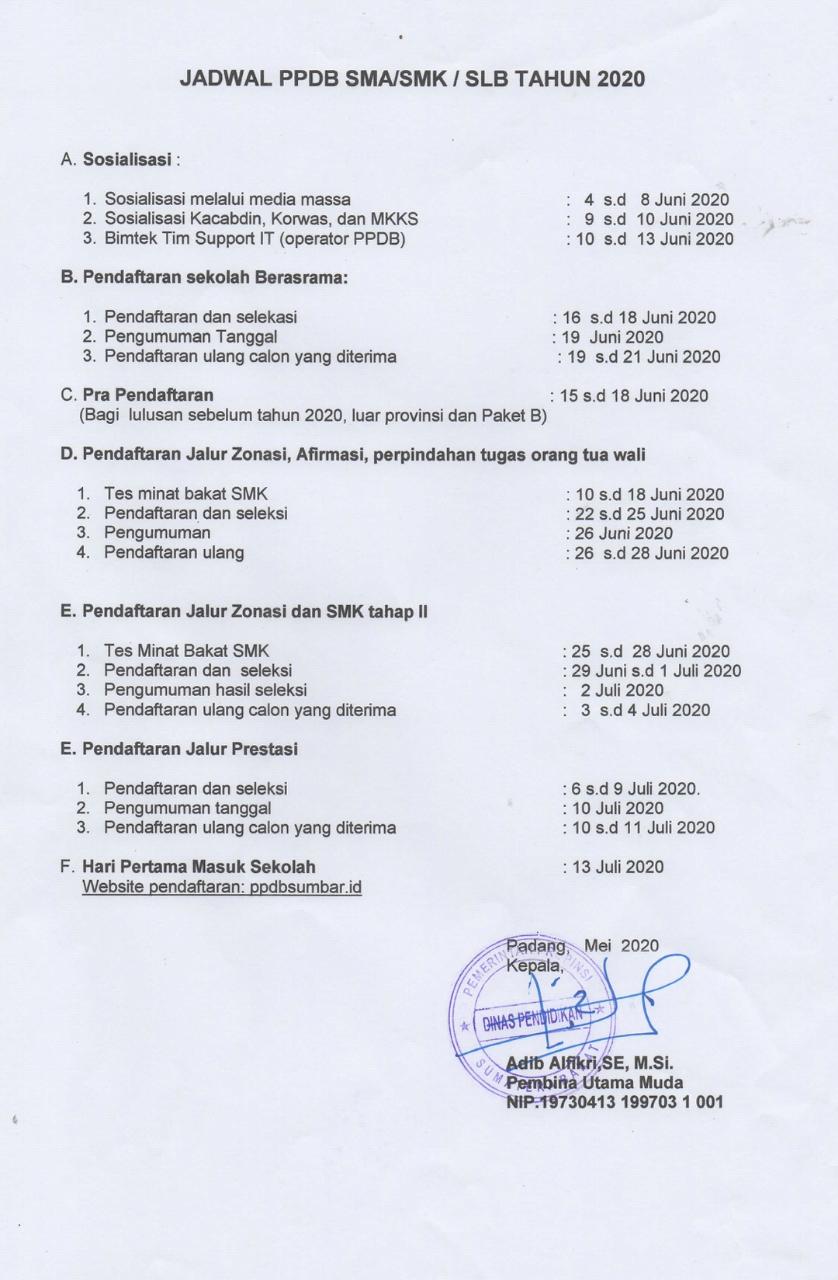 JADWAL PPDB SMA/SMK / SLB TAHUN 2020
A. Sosialisasi :
1. Sosialisasi melalui media massa : 4 s.d 8 Juni 2020
2. Sosialisasi Kacabdin, Korwas, dan MKKS : 9 s.d 10 Juni 2020
3. Bimtek Tim Support IT (operator PPDB) : 10 s.d 13 Juni 2020
B. Pendaftaran sekolah Berasrama:
1. Pendaftaran dan selekasi : 16 s.d 18 Juni 2020
2. Pengumuman Tanggal : 19 Juni 2020
3. Pendaftaran ulang calon yang diterima : 19 s.d 21 Juni 2020
C. Pra Pendaftaran : 15 s.d 18 Juni 2020
(Bagi lulusan sebelum tahun 2020, luar provinsi dan Paket B)
D. Pendaftaran Jalur Zonasi, Afirmasi, perpindahan tugas orang tua wali
1. Tes minat bakat SMK : 10 s.d 18 Juni 2020
2. Pendaftaran dan seleksi : 22 s.d 25 Juni 2020
3. Pengumuman : 26 Juni 2020
4. Pendaftaran ulang : 26 s.d 28 Juni 2020
E. Pendaftaran Jalur Zonasi dan SMK tahap II
1. Tes Minat Bakat SMK : 25 s.d 28 Juni 2020
2. Pendaftaran dan seleksi : 29 Juni s.d 1 Juli 2020
3. Pengumuman hasil seleksi : 2 Juli 2020
4. Pendaftaran ulang calon yang diterima : 3 s.d 4 Juli 2020
E. Pendaftaran Jalur Prestasi
1. Pendaftaran dan seleksi : 6 s.d 9 Juli 2020.
2. Pengumuman tanggal : 10 Juli 2020
3. Pendaftaran ulang calon yang diterima : 10 s.d 11 Juli 2020
F. Hari Pertama Masuk Sekolah : 13 Juli 2020
Website pendaftaran: ppdbsumbar.id
Padang, Mei 2020
Kepala,
PEMERINTAH PROPINSI
DINAS PENDIDIKAN
SUMATERA BARAT
Adib Alfikri,SE, M.Si.
Pembina Utama Muda
NIP.19730413 199703 1 001